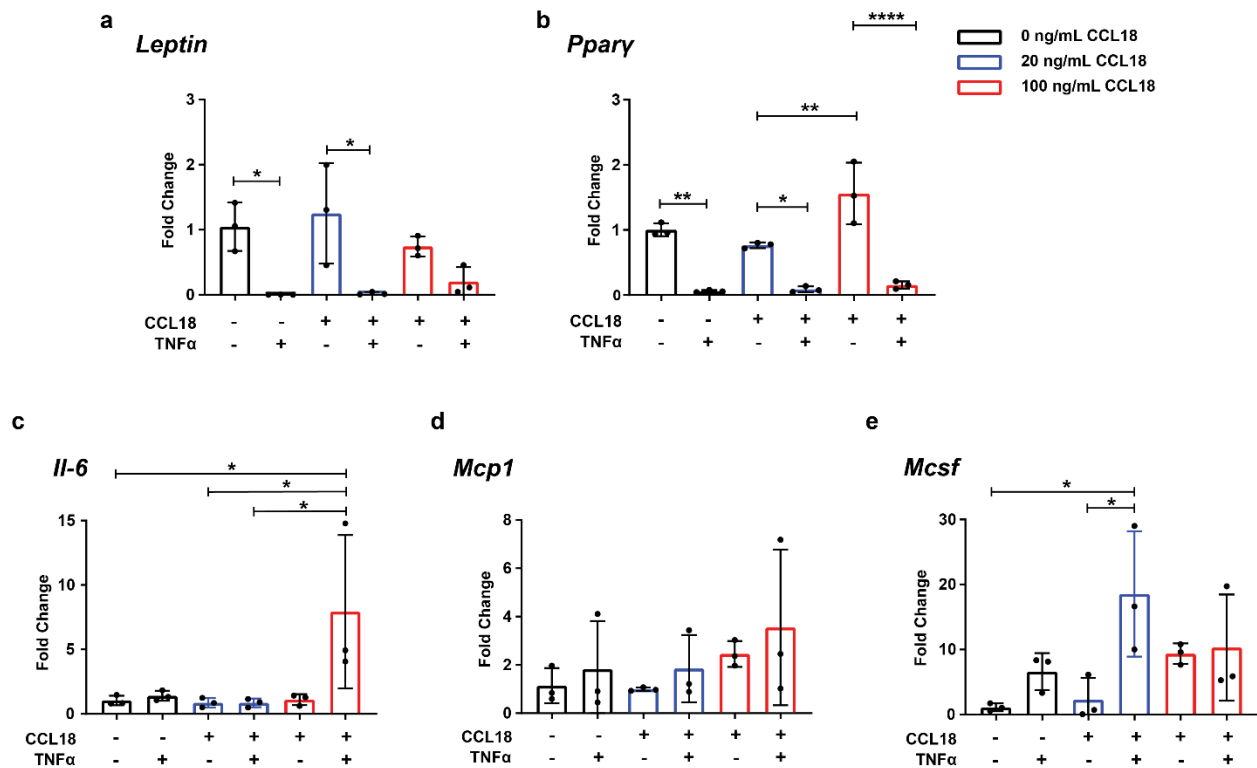 a
Leptin
Fold Change
3
2
1
0
*
*
CCL18 - - + + + +
TNFα - + - + - +
b
Pparγ
Fold Change
3
2
1
0
**
*
**
****
CCL18 - - + + + +
TNFα - + - + - +
0 ng/mL CCL18
20 ng/mL CCL18
100 ng/mL CCL18
c
Il-6
Fold Change
15
10
5
0
*
*
*
CCL18 - - + + + +
TNFα - + - + - +
d
Mcp1
Fold Change
8
6
4
2
0
CCL18 - - + + + +
TNFα - + - + - +
e
Mcsf
Fold Change
30
20
10
0
*
*
CCL18 - - + + + +
TNFα - + - + - +